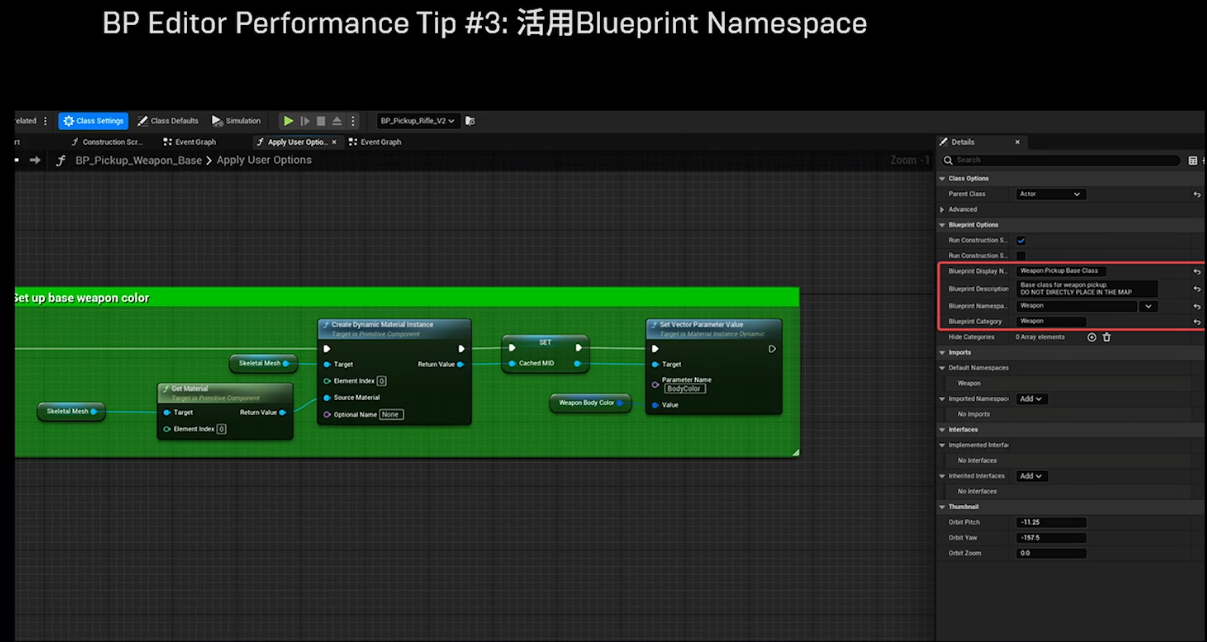 BP Editor Performance Tip #3: 活用Blueprint Namespace
elated
Class Settings
Class Defaults
Simulation
BP_Pickup_Rifle_V2
rt
Construction Scr...
Event Graph
Apply User Optio...
Event Graph
BP_Pickup_Weapon_Base > Apply User Options
Zoom -1
Set up base weapon color
Create Dynamic Material Instance
Target is Primitive Component
Target
Return Value
Element Index 0
Source Material
Optional Name None
Skeletal Mesh
Get Material
Target is Primitive Component
Target
Return Value
Element Index 0
Skeletal Mesh
SET
Cached MID
Weapon Body Color
Set Vector Parameter Value
Target is Material Instance Dynamic
Target
Parameter Name
BodyColor
Value
Details
Search
Class Options
Parent Class Actor
Advanced
Blueprint Options
Run Construction S...
Run Construction S...
Blueprint Display N... Weapon Pickup Base Class
Blueprint Description Base class for weapon pickup.
DO NOT DIRECTLY PLACE IN THE MAP
Blueprint Namespa... Weapon
Blueprint Category Weapon
Hide Categories 0 Array elements
Imports
Default Namespaces
Weapon
Imported Namespac Add
No Imports
Interfaces
Implemented Interfa
No Interfaces
Inherited Interfaces Add
No Interfaces
Thumbnail
Orbit Pitch -11.25
Orbit Yaw -157.5
Orbit Zoom 0.0